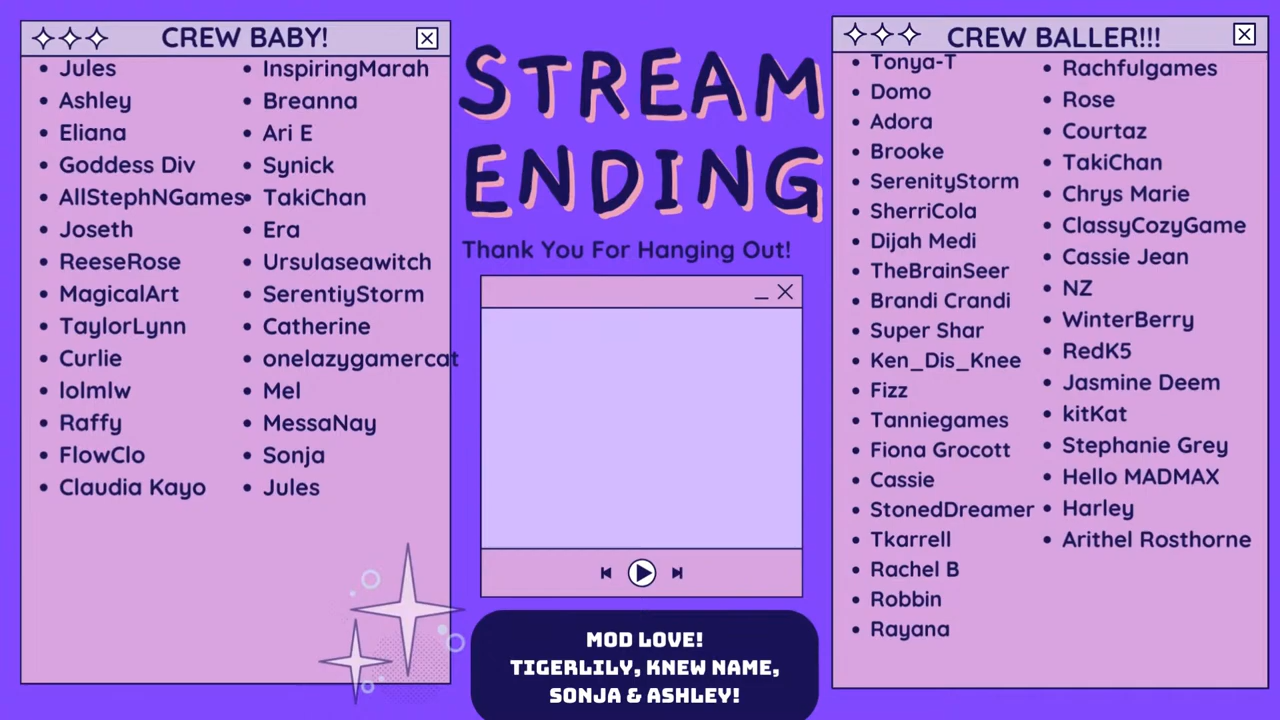 CREW BABY!
Jules
Ashley
Eliana
Goddess Div
AllStephNGames
Joseth
ReeseRose
MagicalArt
TaylorLynn
Curlie
lolmlw
Raffy
FlowClo
Claudia Kayo
InspiringMarah
Breanna
Ari E
Synick
TakiChan
Era
Ursulaseawitch
SerentiyStorm
Catherine
onelazygamercat
Mel
MessaNay
Sonja
Jules
STREAM
ENDING
Thank You For Hanging Out!
MOD LOVE!
TIGERLILY, KNEW NAME,
SONJA & ASHLEY!
CREW BALLER!!!
Tonya-T
Domo
Adora
Brooke
SerenityStorm
SherriCola
Dijah Medi
TheBrainSeer
Brandi Crandi
Super Shar
Ken_Dis_Knee
Fizz
Tanniegames
Fiona Grocott
Cassie
StonedDreamer
Tkarrell
Rachel B
Robbin
Rayana
Rachfulgames
Rose
Courtaz
TakiChan
Chrys Marie
ClassyCozyGame
Cassie Jean
NZ
WinterBerry
RedK5
Jasmine Deem
kitKat
Stephanie Grey
Hello MADMAX
Harley
Arithel Rosthorne